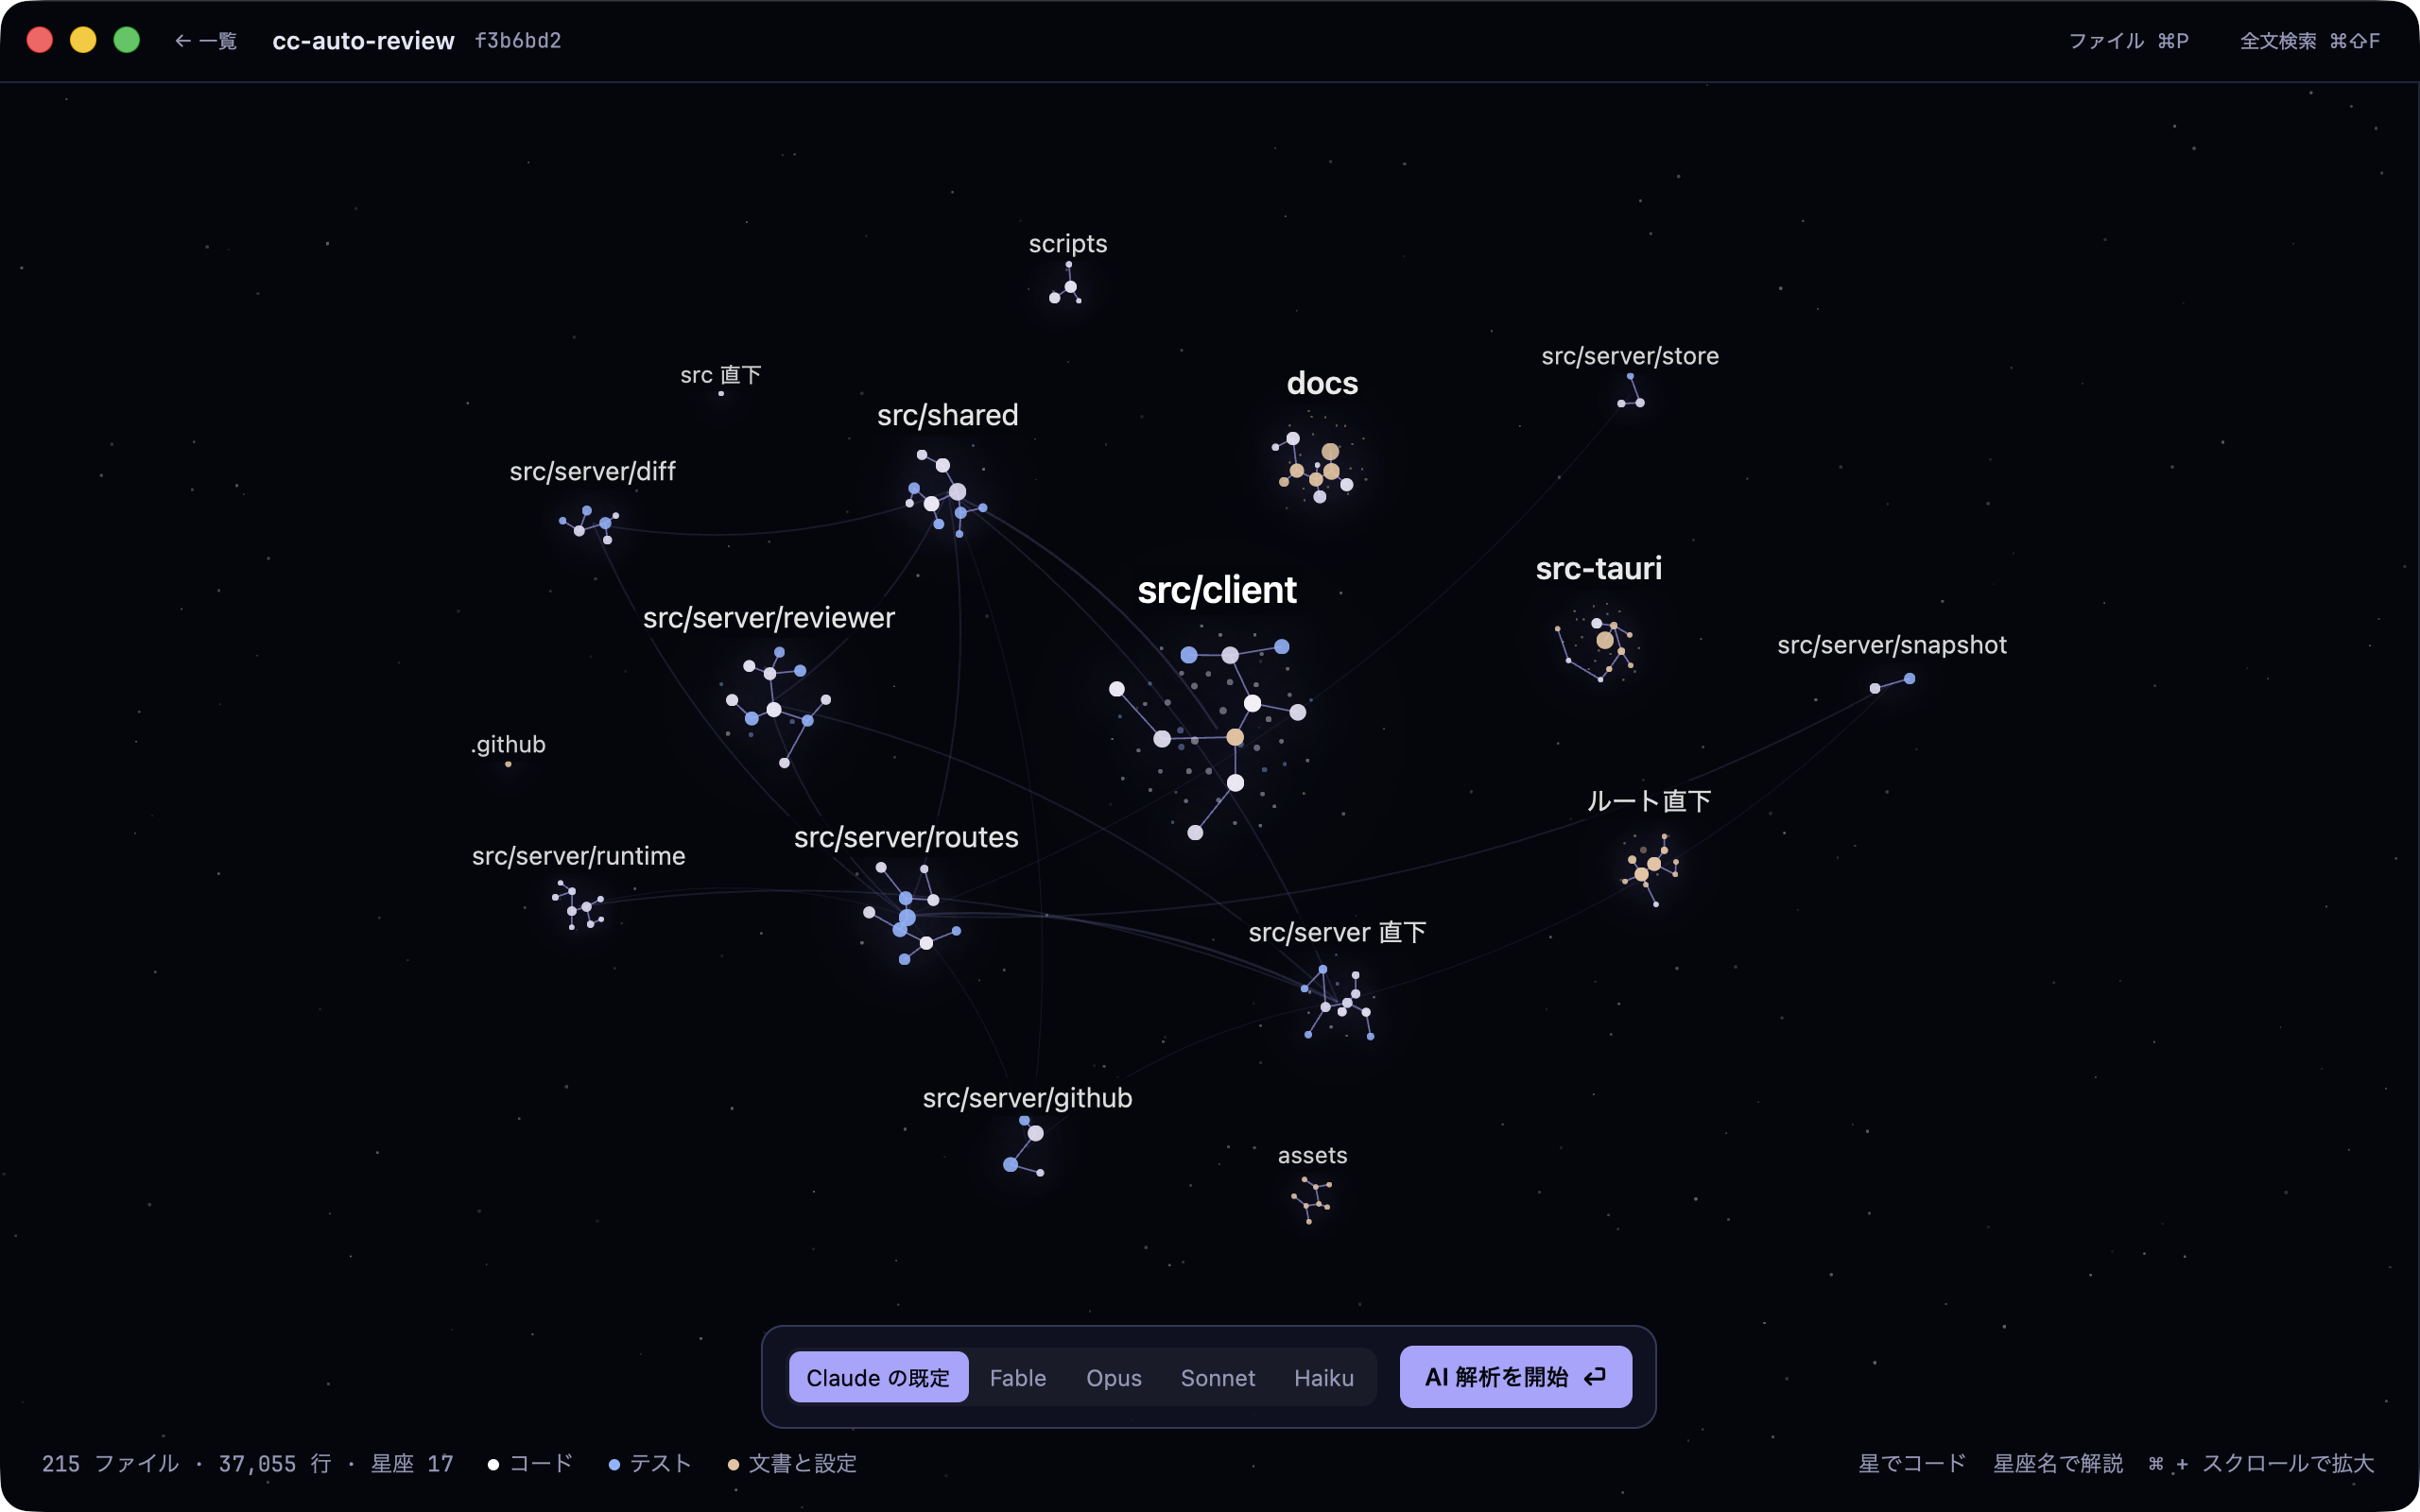 ← 一覧 cc-auto-review f3b6bd2 ファイル ⌘P 全文検索 ⌘⇧F
scripts
src/server/store
src 直下
docs
src/shared
src/server/diff
src-tauri
src/client
src/server/reviewer
src/server/snapshot
.github
ルート直下
src/server/routes
src/server/runtime
src/server 直下
src/server/github
assets
Claude の既定 Fable Opus Sonnet Haiku AI 解析を開始 ↵
215 ファイル · 37,055 行 · 星座 17 コード テスト 文書と設定 星でコード 星座名で解説 ⌘ + スクロールで拡大